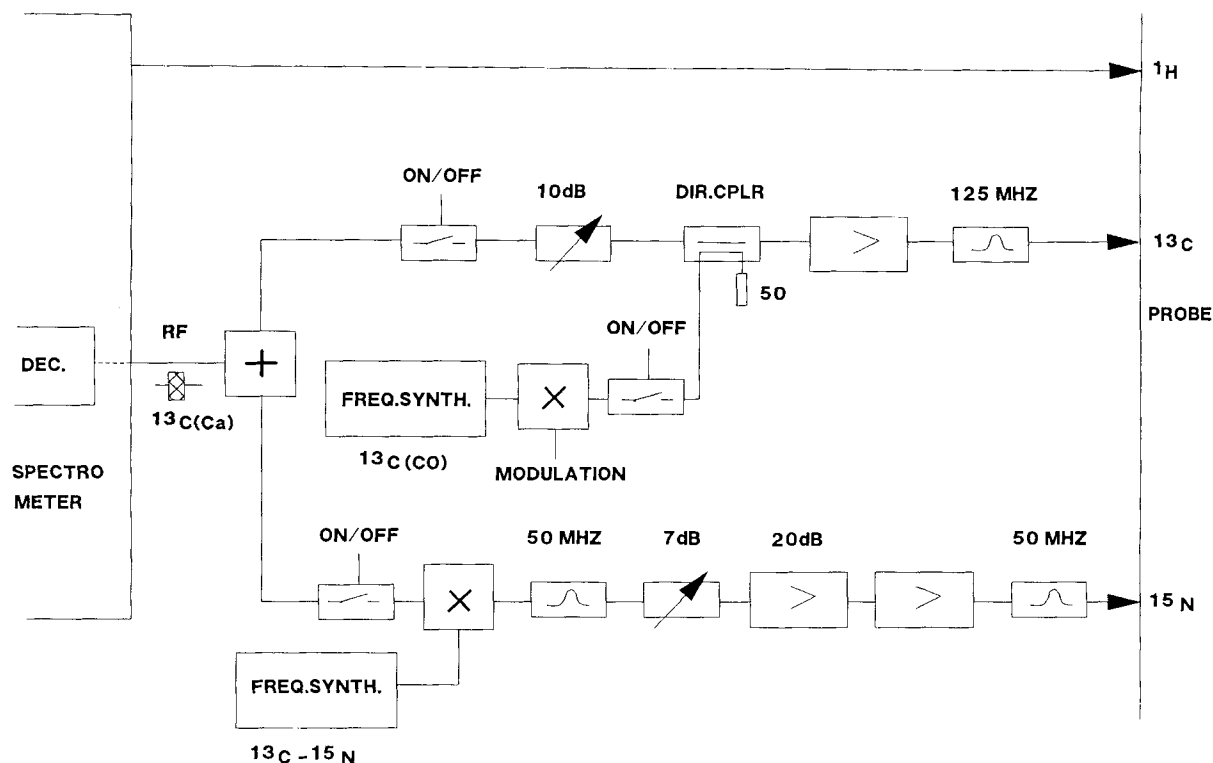 1H
ON/OFF
10dB
DIR.CPLR
125 MHZ
13C
50
PROBE
RF
ON/OFF
DEC.
+
FREQ.SYNTH.
×
13C(Ca)
13C(CO)
MODULATION
SPECTRO
METER
ON/OFF
50 MHZ
7dB
20dB
50 MHZ
×
>
>
15N
FREQ.SYNTH.
13C-15N